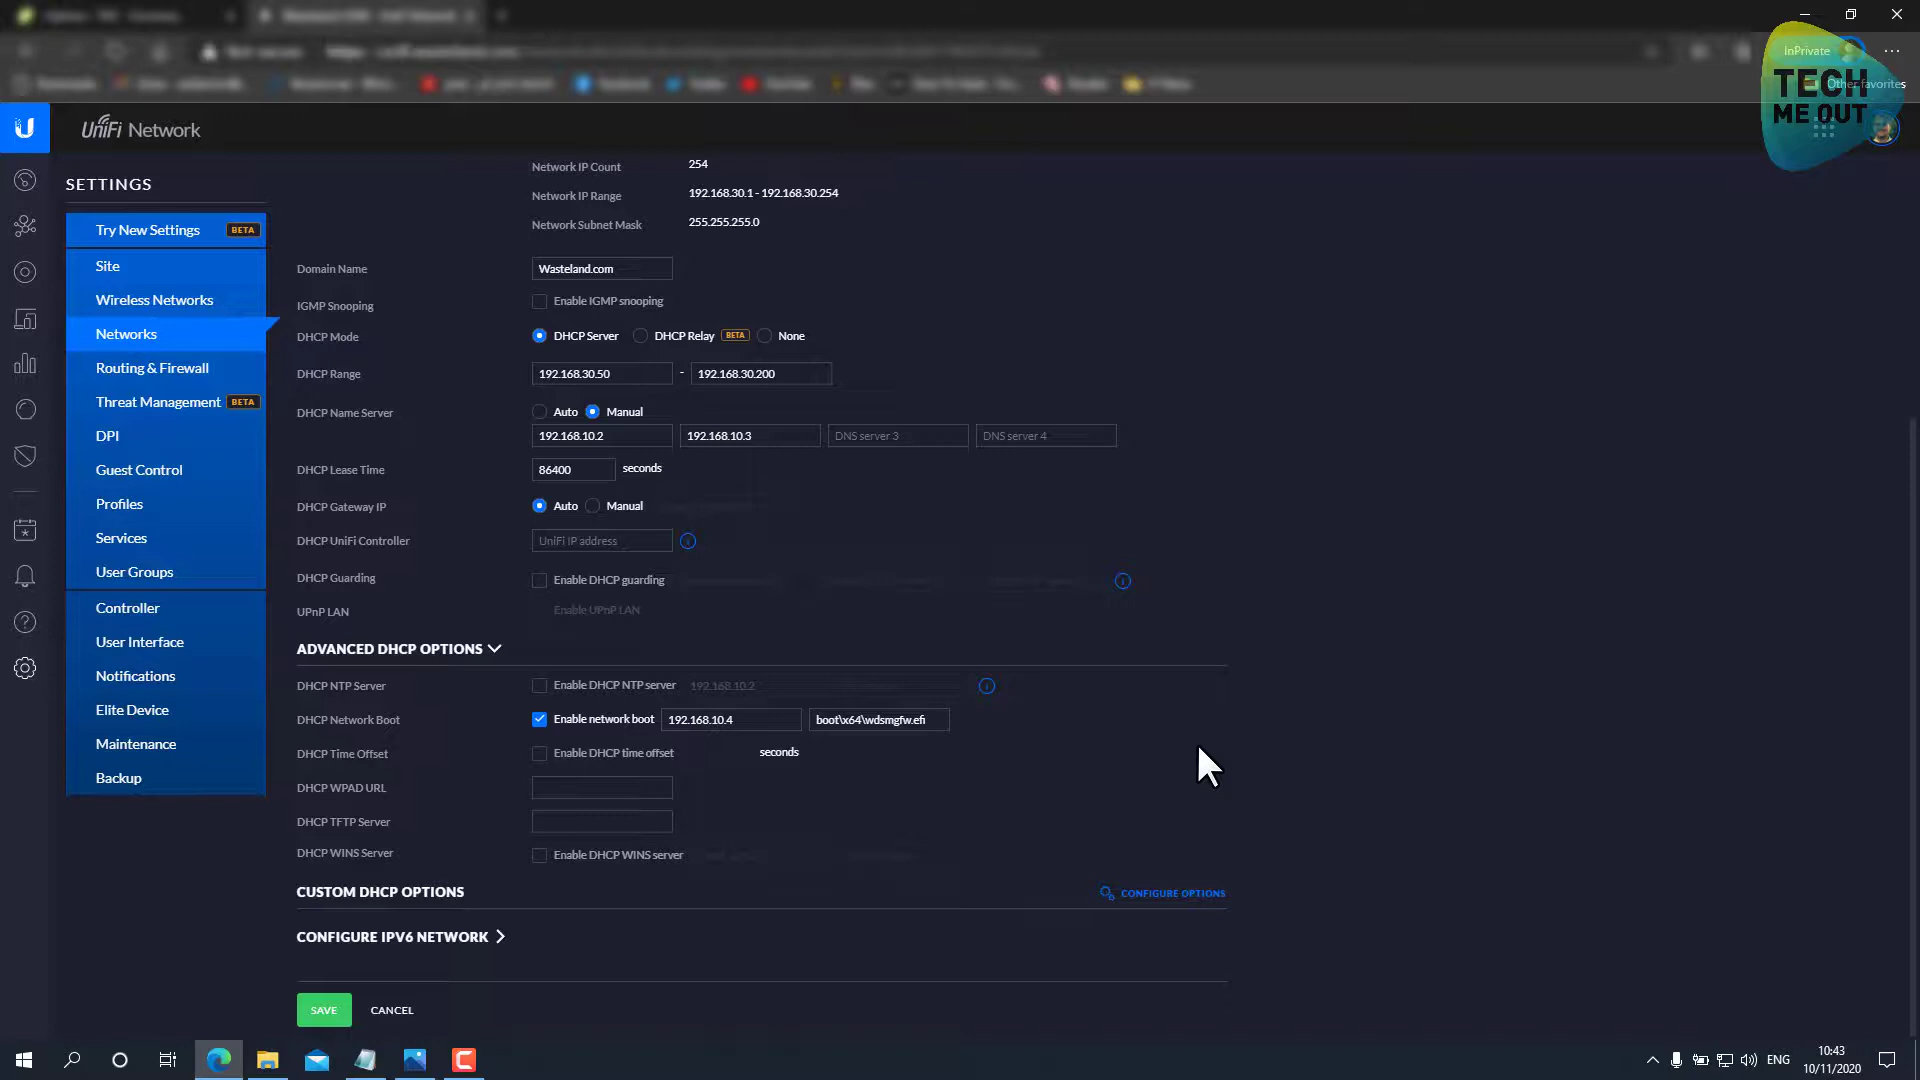 InPrivate
Other favorites
TECH
ME OUT
UniFi Network
SETTINGS
Try New Settings BETA
Site
Wireless Networks
Networks
Routing & Firewall
Threat Management BETA
DPI
Guest Control
Profiles
Services
User Groups
Controller
User Interface
Notifications
Elite Device
Maintenance
Backup
Network IP Count 254
Network IP Range 192.168.30.1 - 192.168.30.254
Network Subnet Mask 255.255.255.0
Domain Name Wasteland.com
IGMP Snooping Enable IGMP snooping
DHCP Mode DHCP Server DHCP Relay BETA None
DHCP Range 192.168.30.50 - 192.168.30.200
DHCP Name Server Auto Manual
192.168.10.2 192.168.10.3 DNS server 3 DNS server 4
DHCP Lease Time 86400 seconds
DHCP Gateway IP Auto Manual
DHCP UniFi Controller UniFi IP address
DHCP Guarding Enable DHCP guarding
UPnP LAN Enable UPnP LAN
ADVANCED DHCP OPTIONS
DHCP NTP Server Enable DHCP NTP server 192.168.10.2
DHCP Network Boot Enable network boot 192.168.10.4 boot\x64\wdsmgfw.efi
DHCP Time Offset Enable DHCP time offset seconds
DHCP WPAD URL
DHCP TFTP Server
DHCP WINS Server Enable DHCP WINS server
CUSTOM DHCP OPTIONS CONFIGURE OPTIONS
CONFIGURE IPV6 NETWORK
SAVE CANCEL
ENG
10:43
10/11/2020